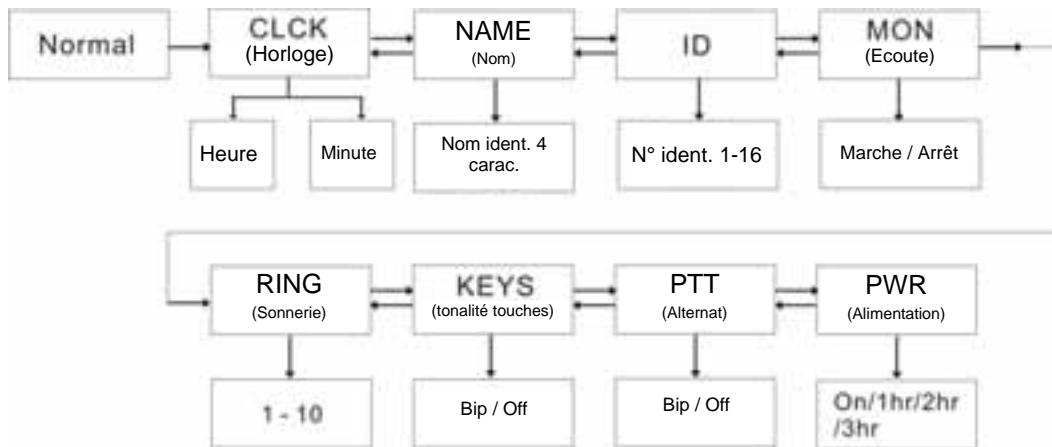 Normal
CLCK
(Horloge)
NAME
(Nom)
ID
MON
(Ecoute)
Heure
Minute
Nom ident. 4
carac.
N° ident. 1-16
Marche / Arrêt
RING
(Sonnerie)
KEYS
(tonalité touches)
PTT
(Alternat)
PWR
(Alimentation)
1 - 10
Bip / Off
Bip / Off
On/1hr/2hr
/3hr